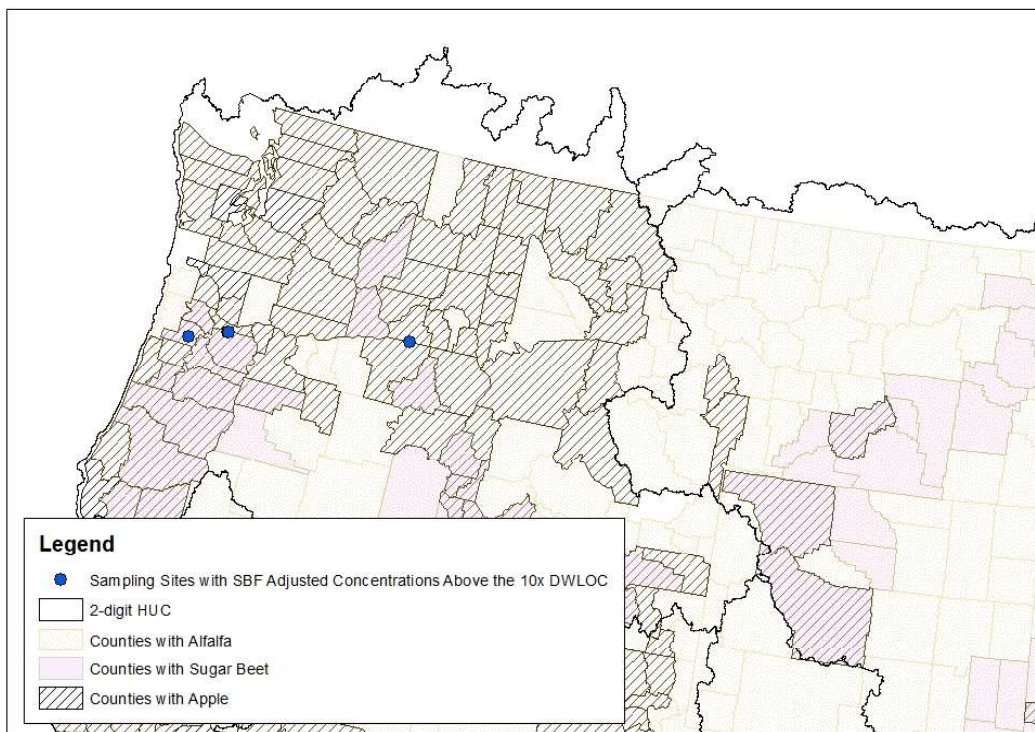 Legend
Sampling Sites with SBF Adjusted Concentrations Above the 10x DWLOC
2-digit HUC
Counties with Alfalfa
Counties with Sugar Beet
Counties with Apple